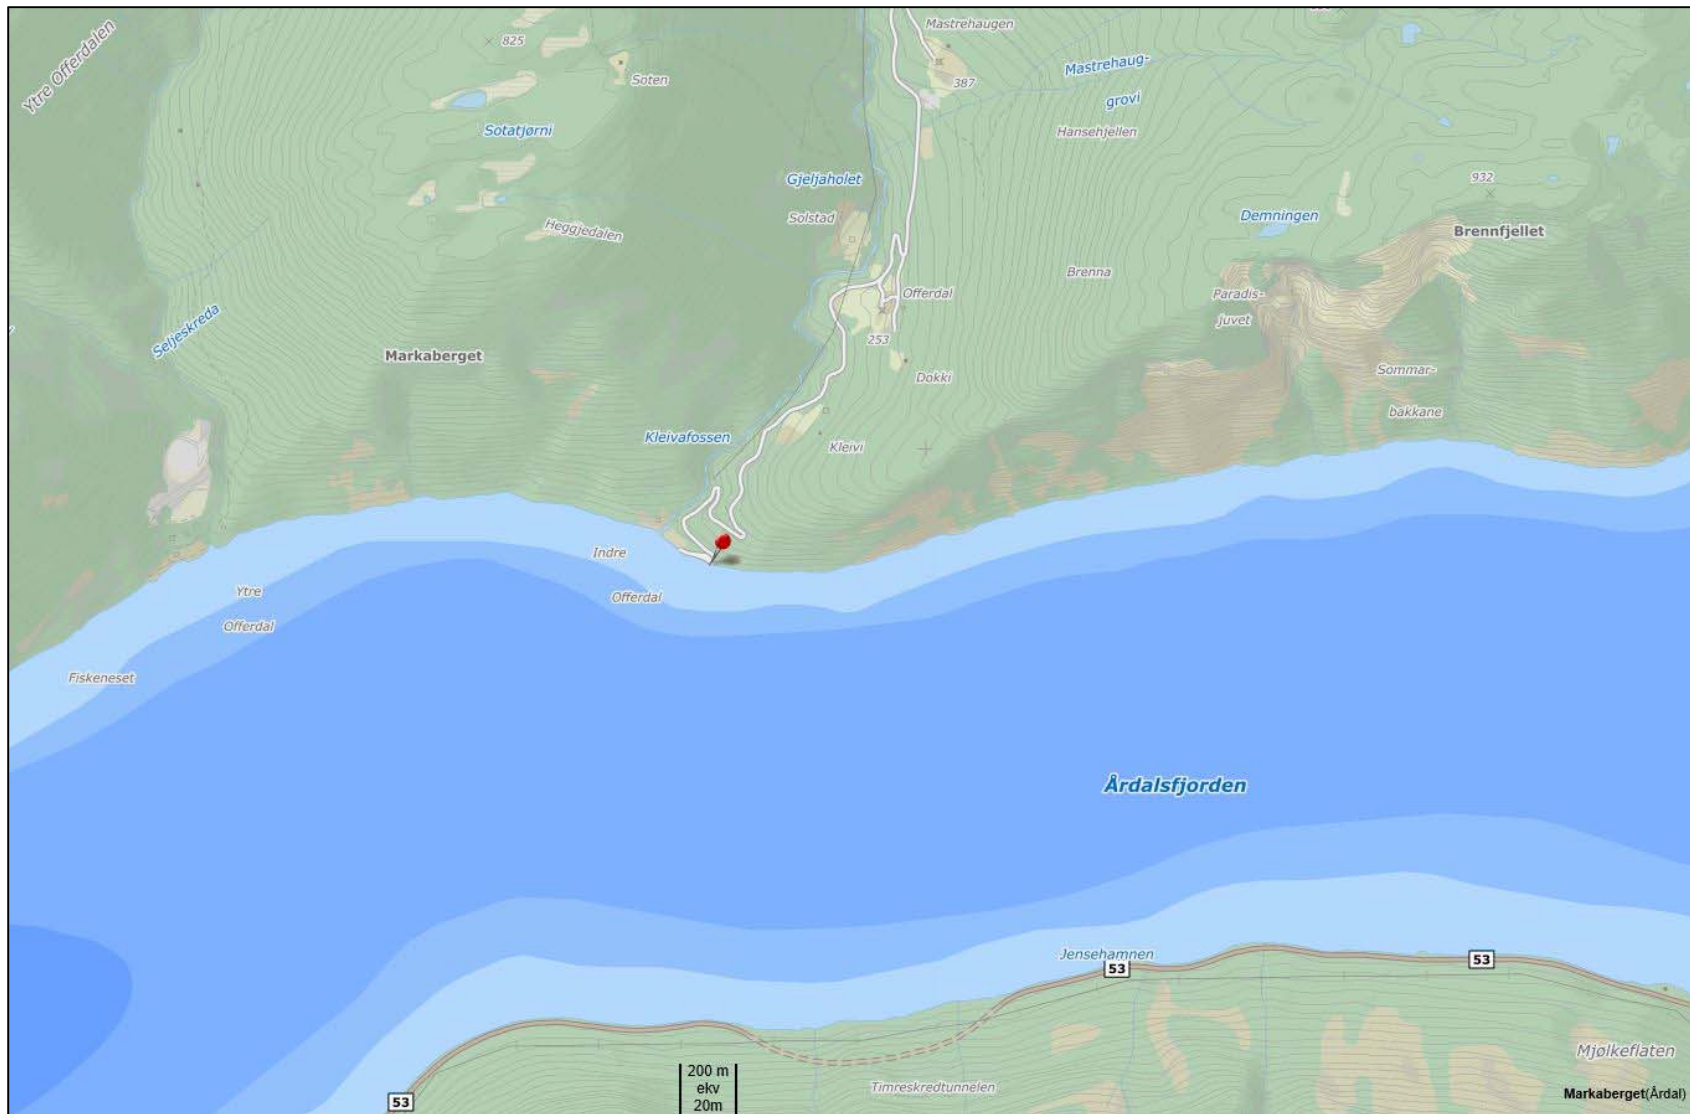 Mastrehaugen
825
Ytre Offerdalen
Soten
Mastrehaug-
387
Sotatjørni
grovi
Hansehjellen
Gjeljaholet
932
Solstad
Demningen
Heggjedalen
Brennfjellet
Brenna
Offerdal
Paradis-
juvet
Seljeskreda
253
Markaberget
Sommar-
Dokki
bakkane
Kleivafossen
Kleivi
Indre
Offerdal
Ytre
Offerdal
Fiskeneset
Årdalsfjorden
Jensehamnen
53
53
Mjølkeflaten
200 m
ekv
20m
Timreskredtunnelen
Markaberget(Årdal)
53